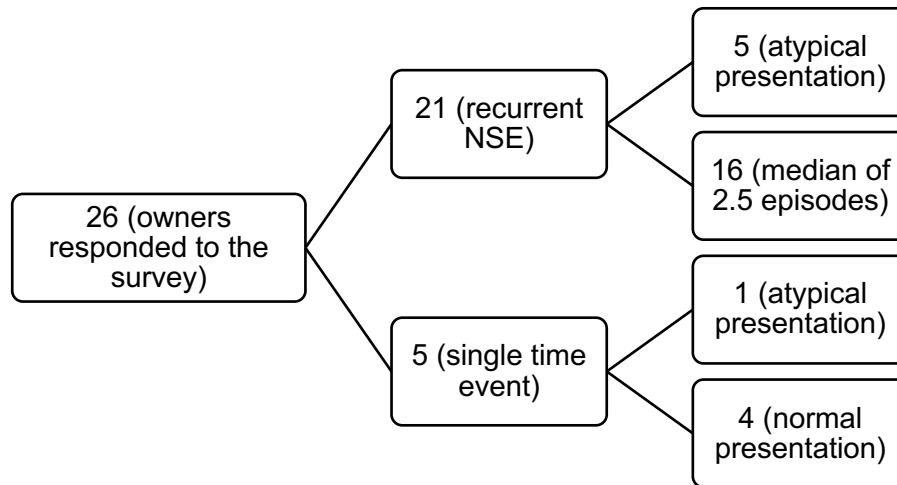 26 (owners
responded to the
survey)
21 (recurrent
NSE)
5 (atypical
presentation)
16 (median of
2.5 episodes)
5 (single time
event)
1 (atypical
presentation)
4 (normal
presentation)